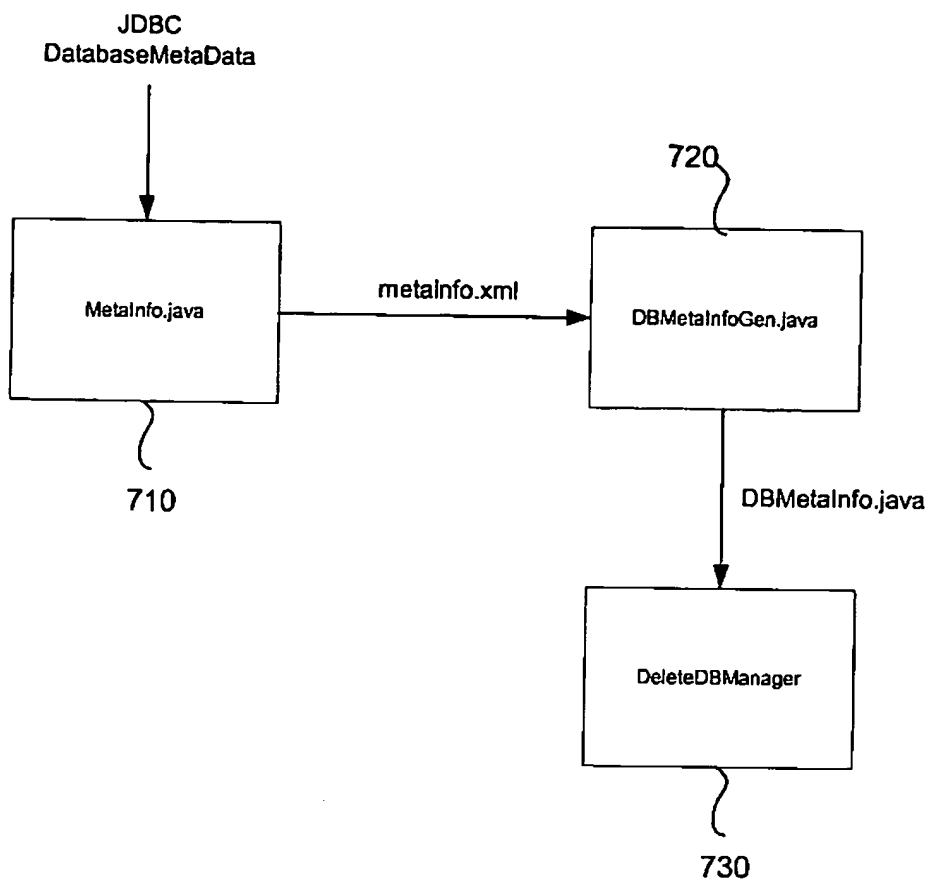 JDBC
DatabaseMetaData
720
MetaInfo.java
metaInfo.xml
DBMetaInfoGen.java
710
DBMetaInfo.java
DeleteDBManager
730